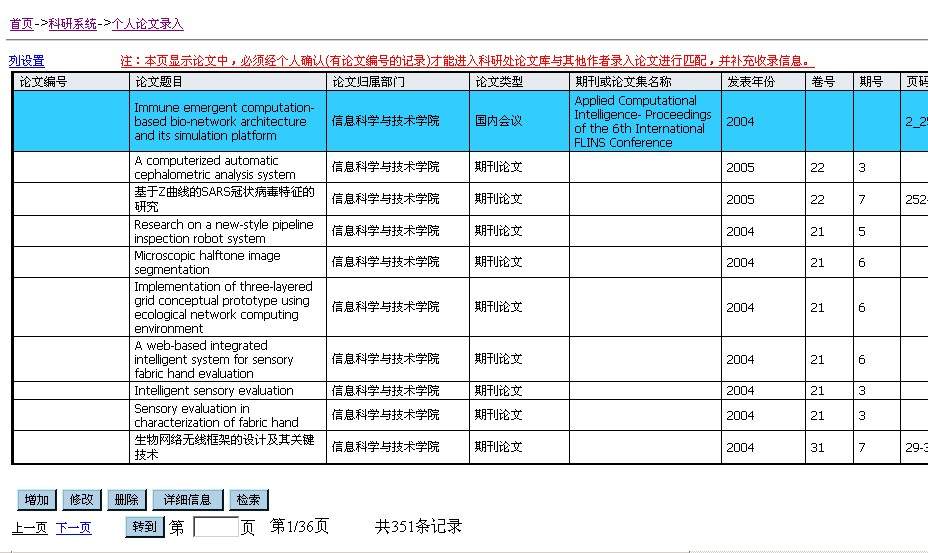 首页->科研系统->个人论文录入
列设置 注：本页显示论文中，必须经个人确认(有论文编号的记录)才能进入科研处论文库与其他作者录入论文进行匹配，并补充收录信息。
论文编号 论文题目 论文归属部门 论文类型 期刊或论文集名称 发表年份 卷号 期号 页码
Immune emergent computation-
based bio-network architecture
and its simulation platform
信息科学与技术学院 国内会议
Applied Computational
Intelligence- Proceedings
of the 6th International
FLINS Conference
2004 2_2
A computerized automatic
cephalometric analysis system
信息科学与技术学院 期刊论文 2005 22 3
基于Z曲线的SARS冠状病毒特征的
研究
信息科学与技术学院 期刊论文 2005 22 7 252-
Research on a new-style pipeline
inspection robot system
信息科学与技术学院 期刊论文 2004 21 5
Microscopic halftone image
segmentation
信息科学与技术学院 期刊论文 2004 21 6
Implementation of three-layered
grid conceptual prototype using
ecological network computing
environment
信息科学与技术学院 期刊论文 2004 21 6
A web-based integrated
intelligent system for sensory
fabric hand evaluation
信息科学与技术学院 期刊论文 2004 21 6
Intelligent sensory evaluation 信息科学与技术学院 期刊论文 2004 21 3
Sensory evaluation in
characterization of fabric hand
信息科学与技术学院 期刊论文 2004 21 3
生物网络无线框架的设计及其关键
技术
信息科学与技术学院 期刊论文 2004 31 7 29-
增加 修改 删除 详细信息 检索
上一页 下一页 转到 第 页 第1/36页 共351条记录